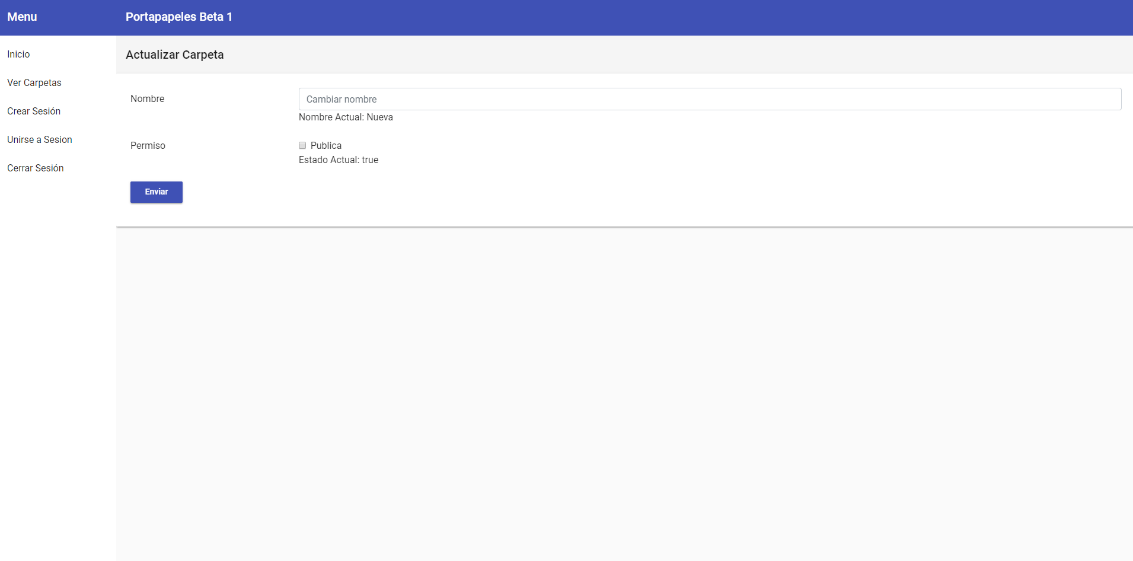 Menu
Portapapeles Beta 1
Inicio
Ver Carpetas
Crear Sesión
Unirse a Sesion
Cerrar Sesión
Actualizar Carpeta
Nombre
Cambiar nombre
Nombre Actual: Nueva
Permiso
Publica
Estado Actual: true
Enviar